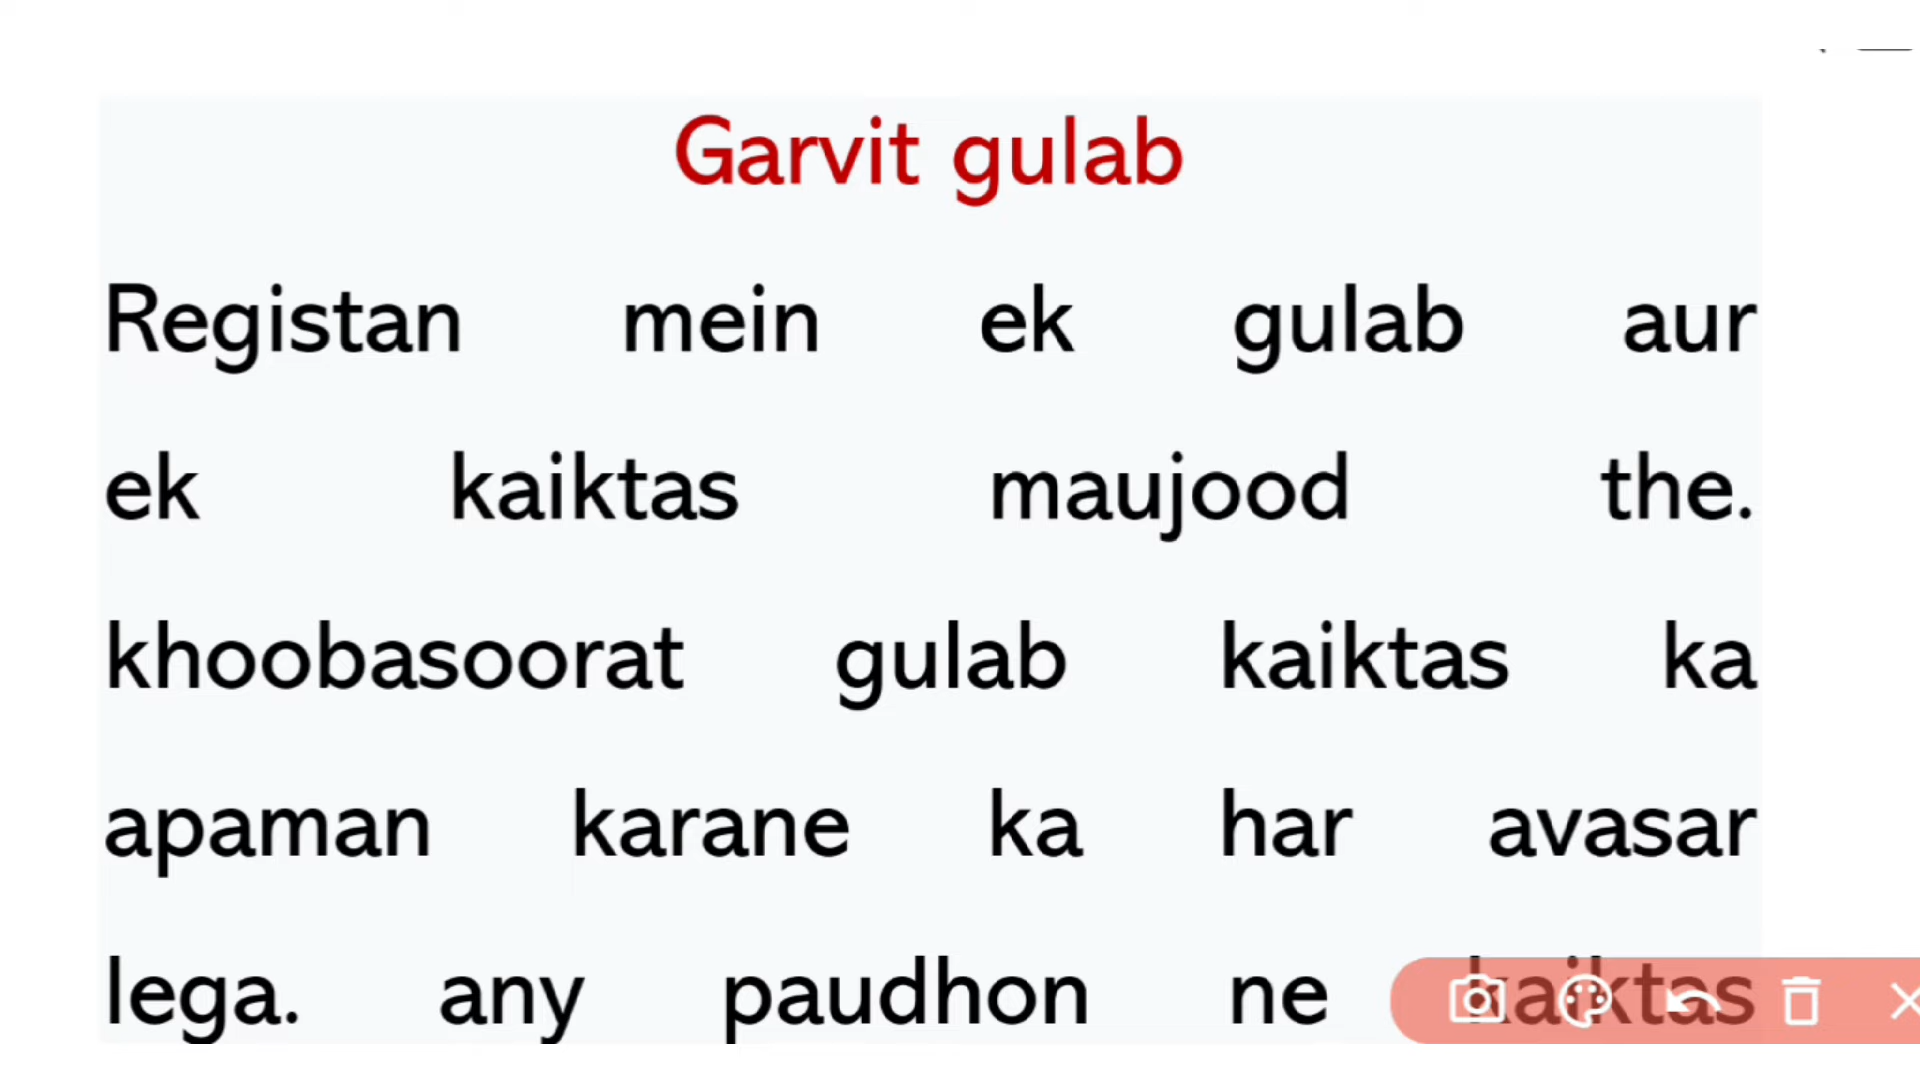 Garvit gulab
Registan mein ek gulab aur
ek kaiktas maujood the.
khoobasoorat gulab kaiktas ka
apaman karane ka har avasar
lega. any paudhon ne kaiktas